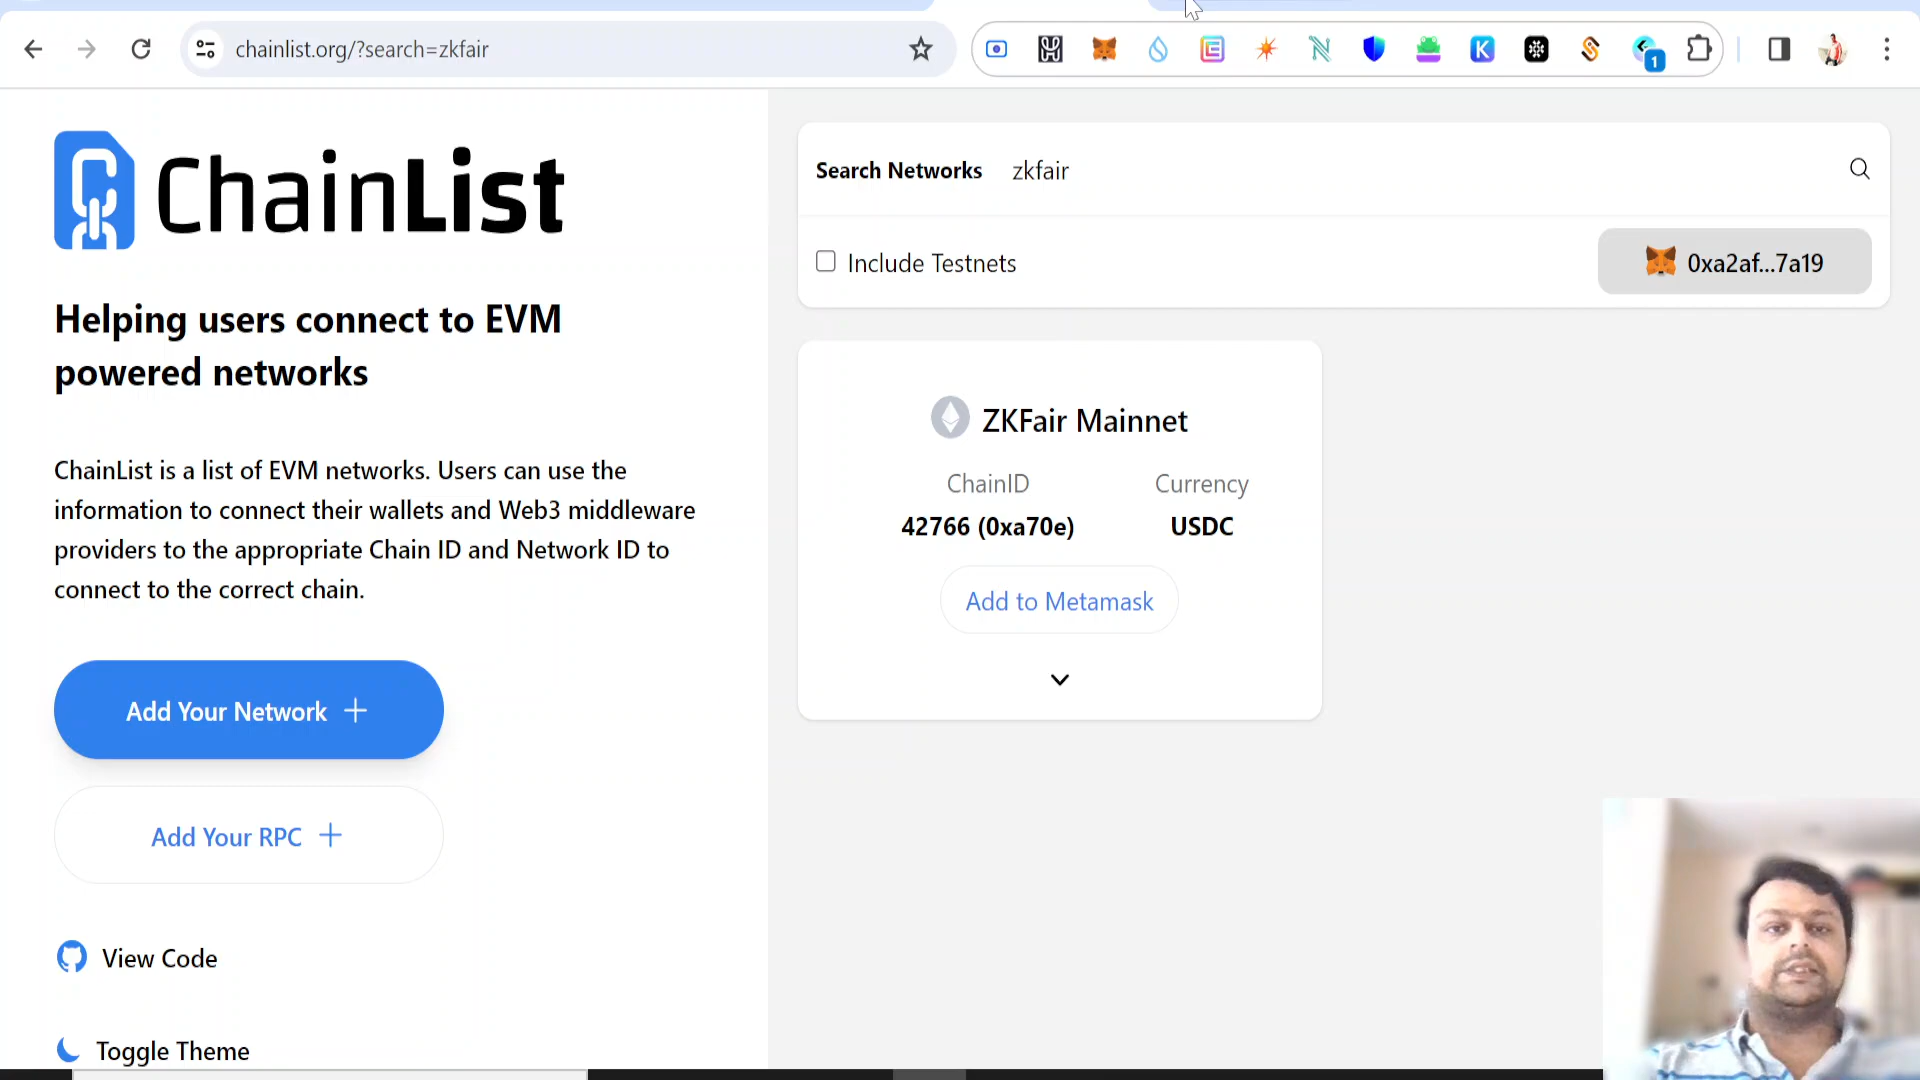 chainlist.org/?search=zkfair
1
ChainList
Helping users connect to EVM
powered networks
ChainList is a list of EVM networks. Users can use the
information to connect their wallets and Web3 middleware
providers to the appropriate Chain ID and Network ID to
connect to the correct chain.
Add Your Network
Add Your RPC
View Code
Toggle Theme
Search Networks zkfair
Include Testnets
0xa2af...7a19
ZKFair Mainnet
ChainID Currency
42766 (0xa70e) USDC
Add to Metamask